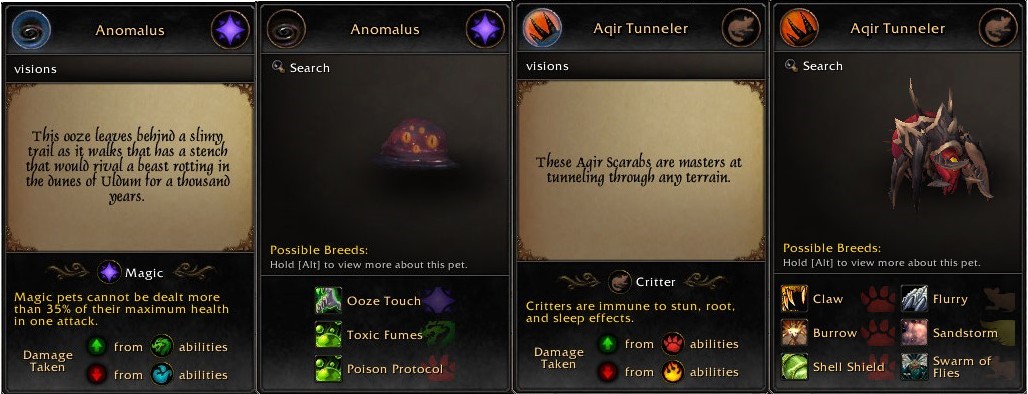 Anomalus
visions
This ooze leaves behind a slimy
trail as it walks that has a stench
that would rival a beast rotting in
the dunes of Uldum for a thousand
years.
Magic
Magic pets cannot be dealt more
than 35% of their maximum health
in one attack.
Damage
Taken
from abilities
from abilities
Anomalus
Search
Possible Breeds:
Hold [Alt] to view more about this pet.
Ooze Touch
Toxic Fumes
Poison Protocol
Aqir Tunneler
visions
These Aqir Scarabs are masters at
tunneling through any terrain.
Critter
Critters are immune to stun, root,
and sleep effects.
Damage
Taken
from abilities
from abilities
Aqir Tunneler
Search
Possible Breeds:
Hold [Alt] to view more about this pet.
Claw Flurry
Burrow Sandstorm
Shell Shield Swarm of
Flies